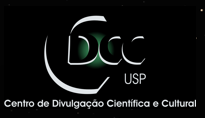 DCC
USP
Centro de Divulgação Científica e Cultural